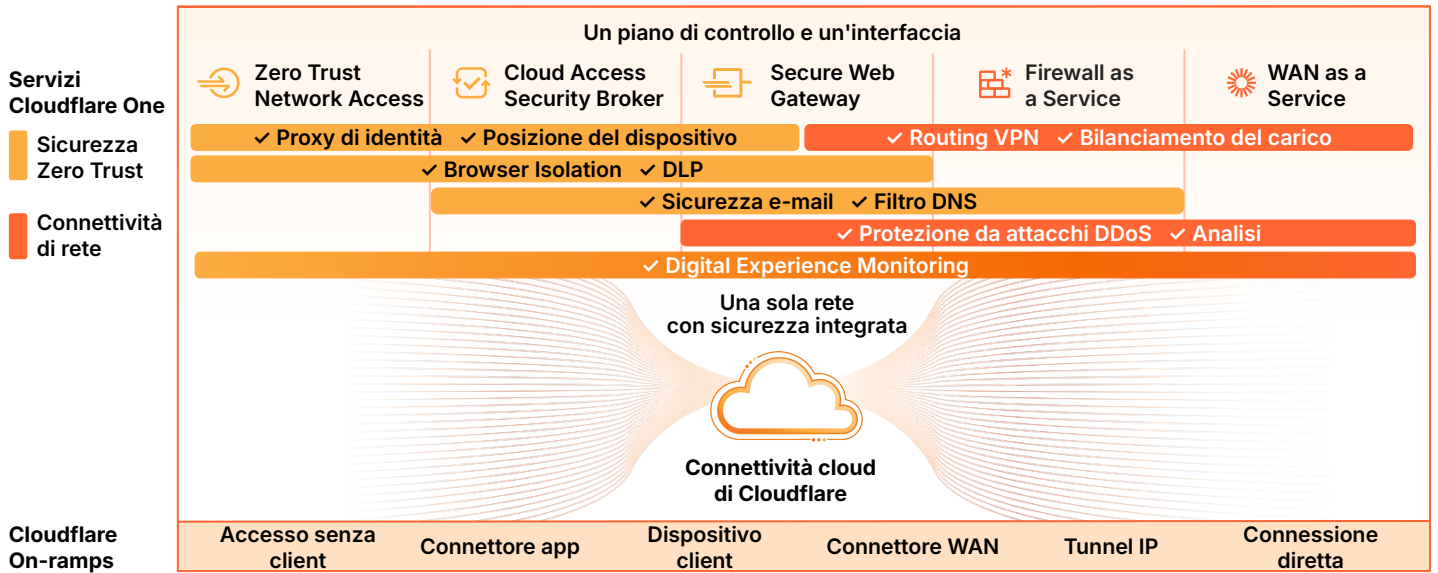 Un piano di controllo e un'interfaccia
Servizi
Cloudflare One
Zero Trust
Network Access
Cloud Access
Security Broker
Secure Web
Gateway
Firewall as
a Service
WAN as a
Service
Sicurezza
Zero Trust
Connettività
di rete
✓ Proxy di identità ✓ Posizione del dispositivo
✓ Routing VPN ✓ Bilanciamento del carico
✓ Browser Isolation ✓ DLP
✓ Sicurezza e-mail ✓ Filtro DNS
✓ Protezione da attacchi DDoS ✓ Analisi
✓ Digital Experience Monitoring
Una sola rete
con sicurezza integrata
Connettività cloud
di Cloudflare
Cloudflare
On-ramps
Accesso senza
client
Connettore app
Dispositivo
client
Connettore WAN
Tunnel IP
Connessione
diretta